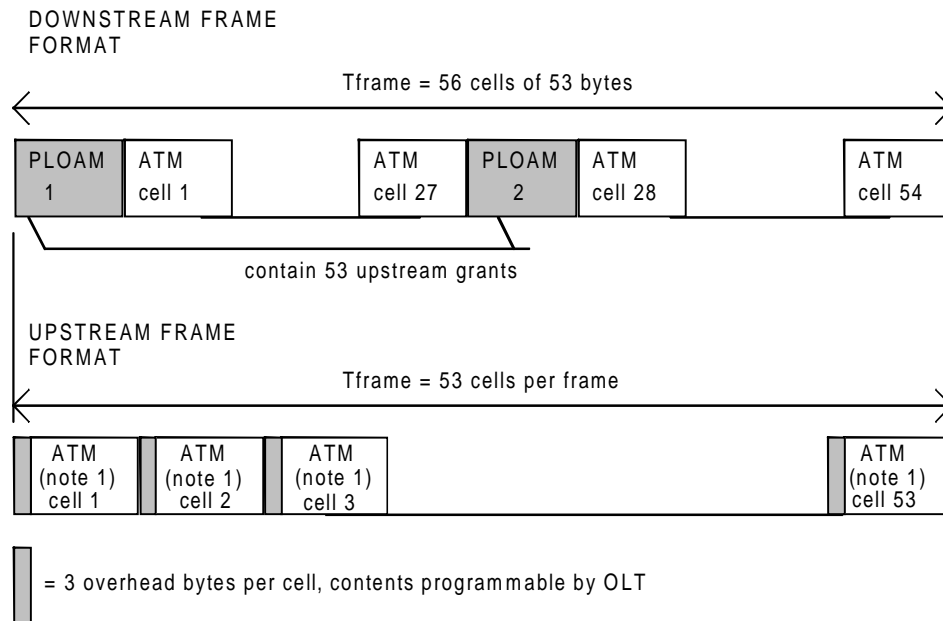 DOWNSTREAM FRAME
FORMAT
Tframe = 56 cells of 53 bytes
PLOAM ATM ATM PLOAM ATM ATM
1 cell 1 cell 27 2 cell 28 cell 54
contain 53 upstream grants
UPSTREAM FRAME
FORMAT
Tframe = 53 cells per frame
ATM ATM ATM ATM
(note 1) (note 1) (note 1) (note 1)
cell 1 cell 2 cell 3 cell 53
= 3 overhead bytes per cell, contents programmable by OLT